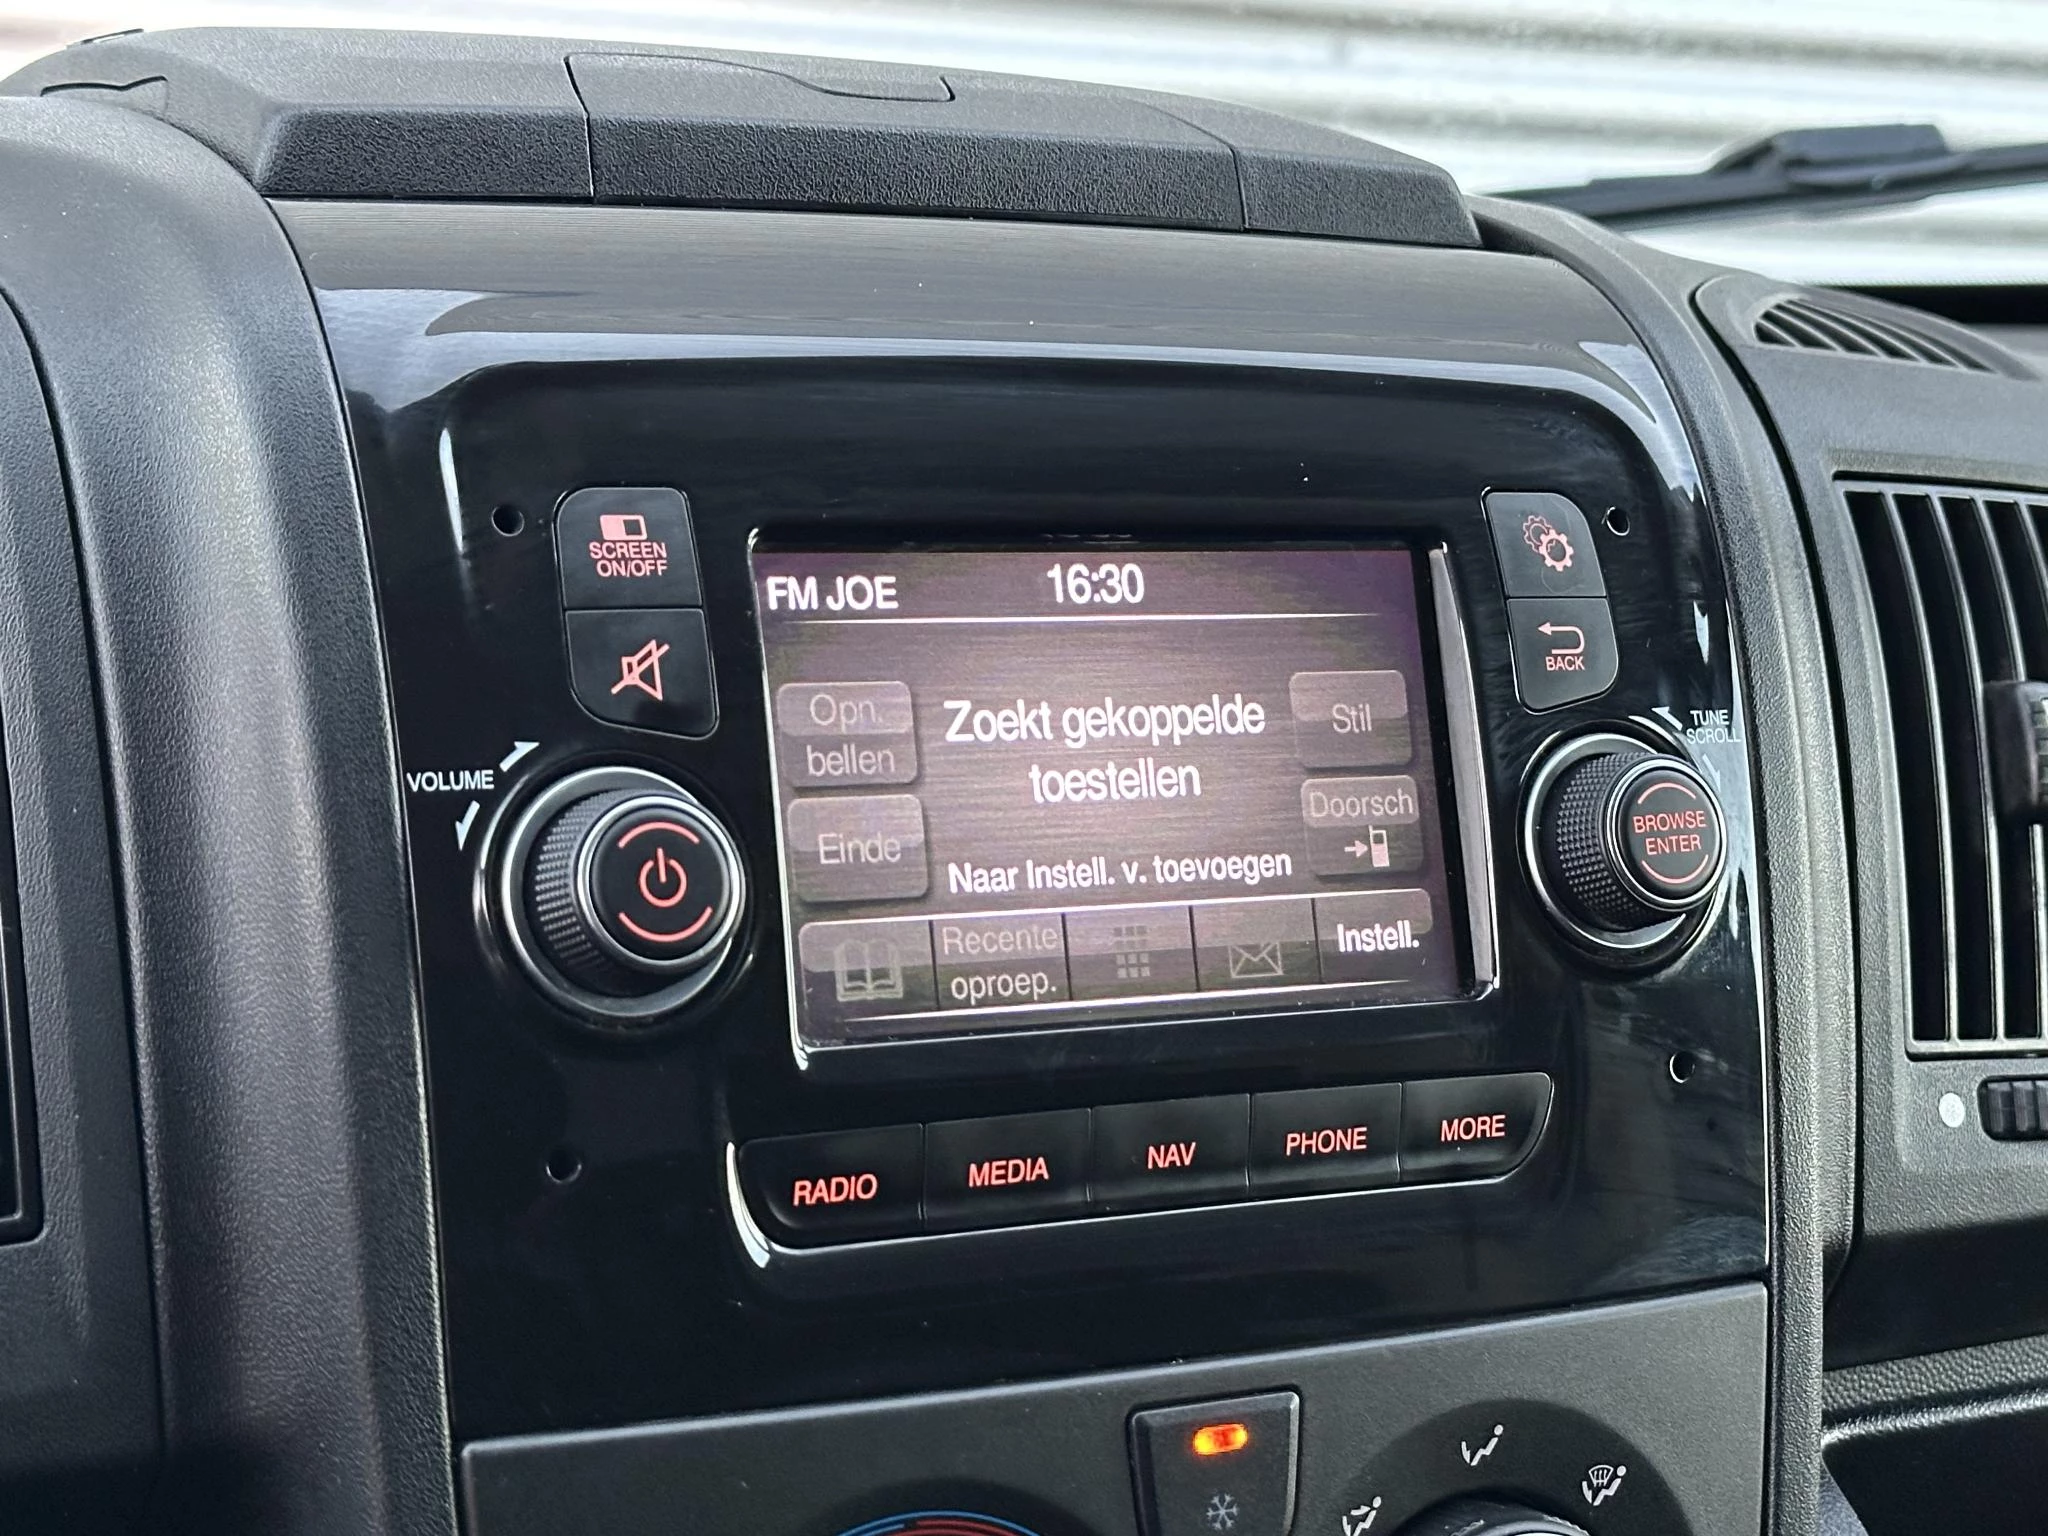 SCREEN
ON/OFF
VOLUME
FM JOE 16:30
Opn.
bellen
Zoekt gekoppelde
toestellen
Stil
Einde
Doorsch
Naar Instell. v. toevoegen
Recente
oproep.
Instell.
BACK
TUNE
SCROLL
BROWSE
ENTER
RADIO MEDIA NAV PHONE MORE